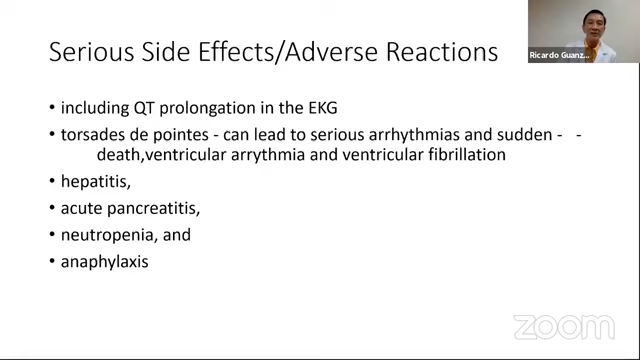 Serious Side Effects/Adverse Reactions
Ricardo Guanz...
• including QT prolongation in the EKG
• torsades de pointes - can lead to serious arrhythmias and sudden - -
death,ventricular arrythmia and ventricular fibrillation
• hepatitis,
• acute pancreatitis,
• neutropenia, and
• anaphylaxis
zoom